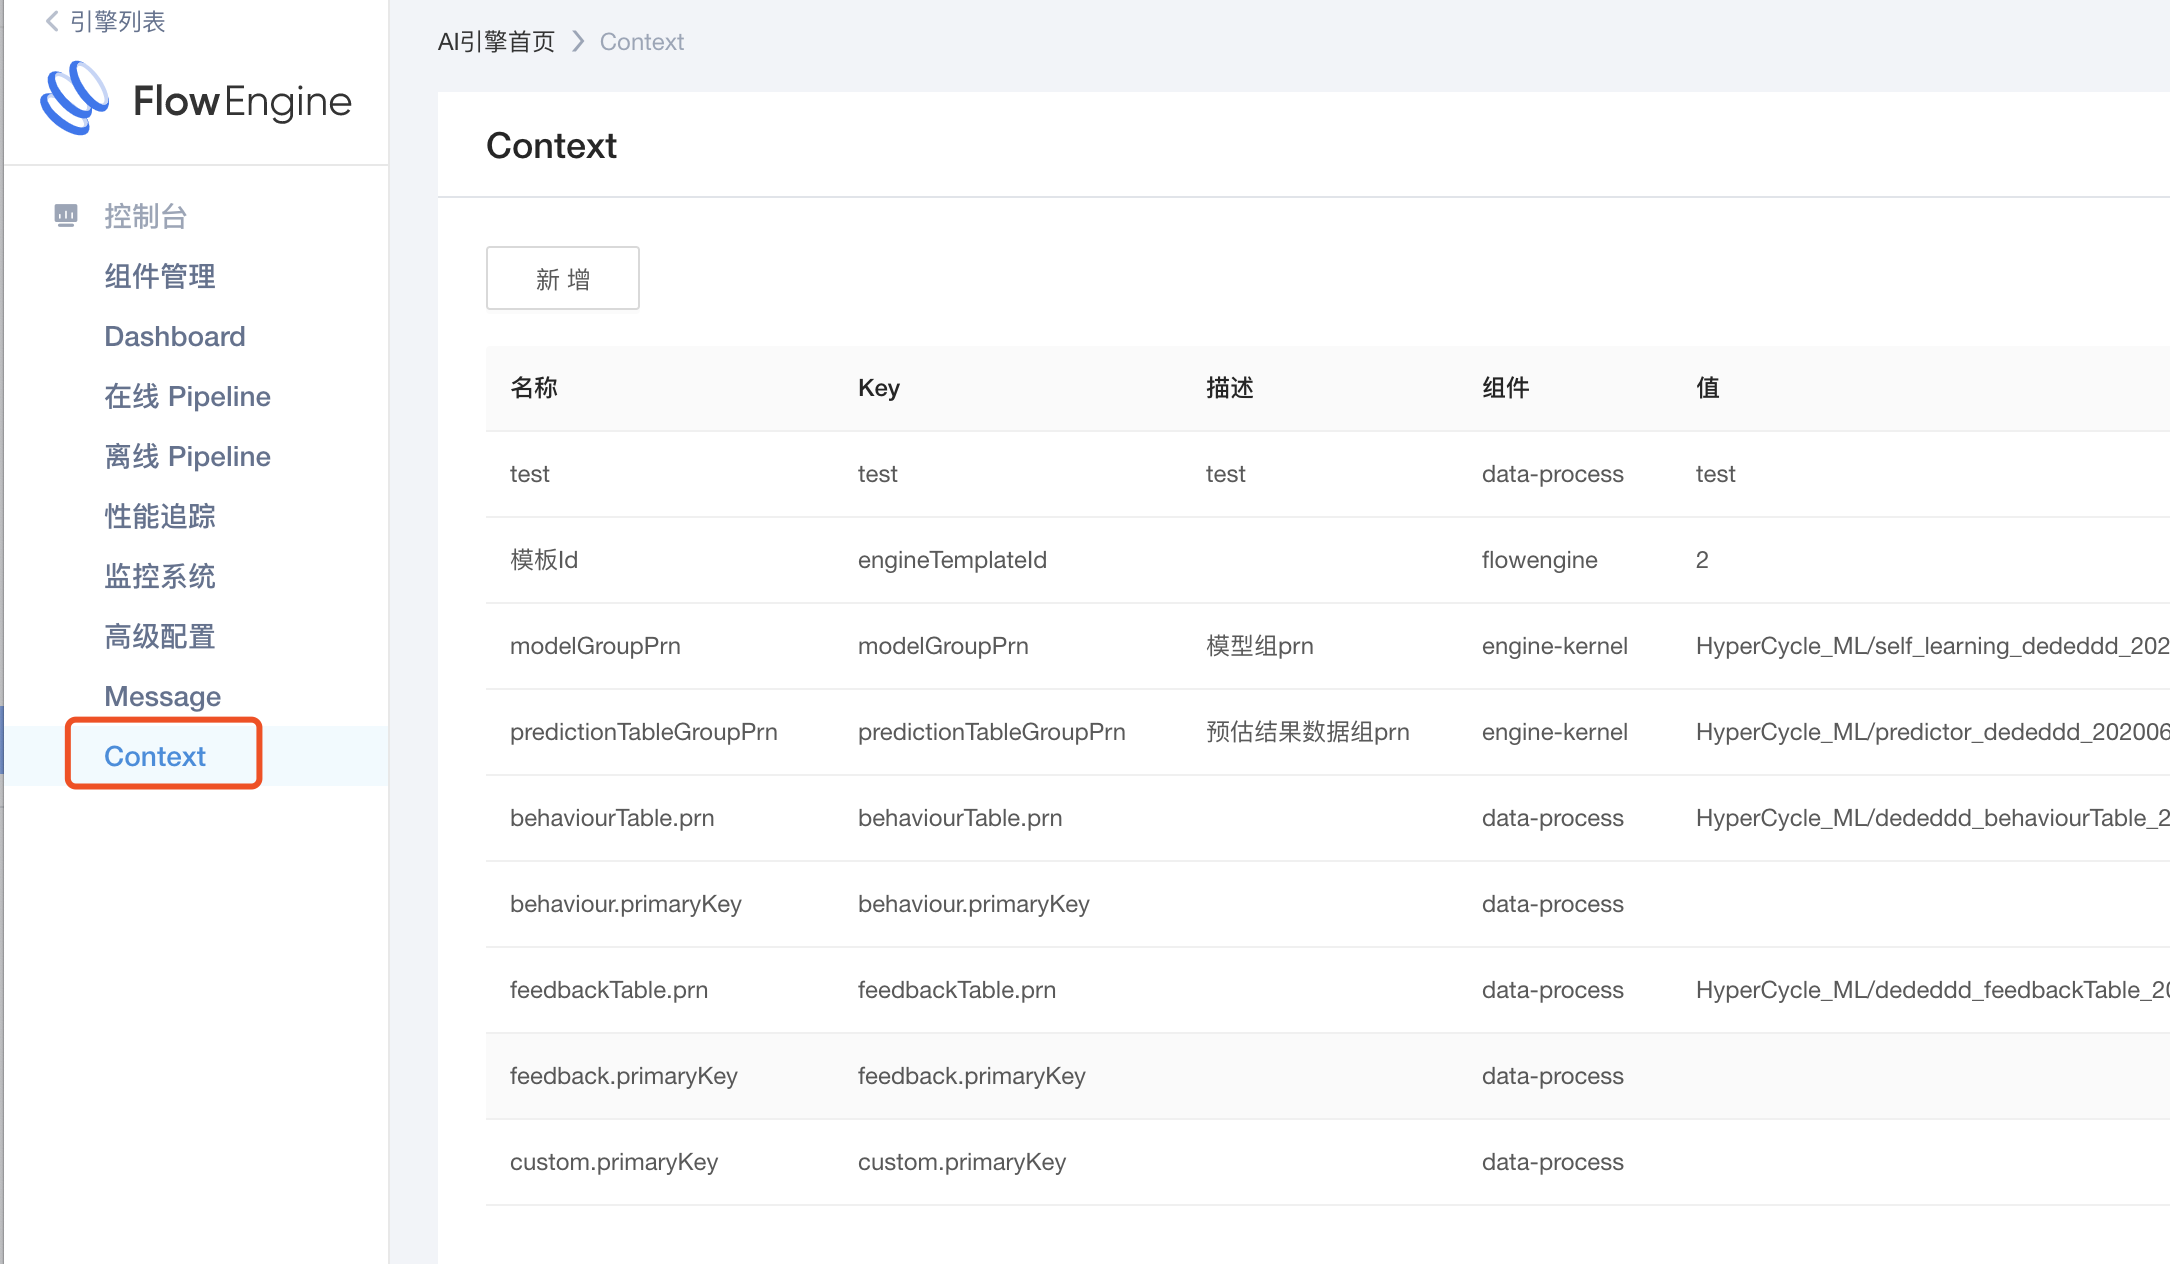 引擎列表
FlowEngine
控制台
组件管理
Dashboard
在线 Pipeline
离线 Pipeline
性能追踪
监控系统
高级配置
Message
Context
AI引擎首页 Context
Context
新 增
名称 Key 描述 组件 值
test test test data-process test
模板Id engineTemplateId flowengine 2
modelGroupPrn modelGroupPrn 模型组prn engine-kernel HyperCycle_ML/self_learning_dededdd_202
predictionTableGroupPrn predictionTableGroupPrn 预估结果数据组prn engine-kernel HyperCycle_ML/predictor_dededdd_202006
behaviourTable.prn behaviourTable.prn data-process HyperCycle_ML/dededdd_behaviourTable_2
behaviour.primaryKey behaviour.primaryKey data-process
feedbackTable.prn feedbackTable.prn data-process HyperCycle_ML/dededdd_feedbackTable_20
feedback.primaryKey feedback.primaryKey data-process
custom.primaryKey custom.primaryKey data-process